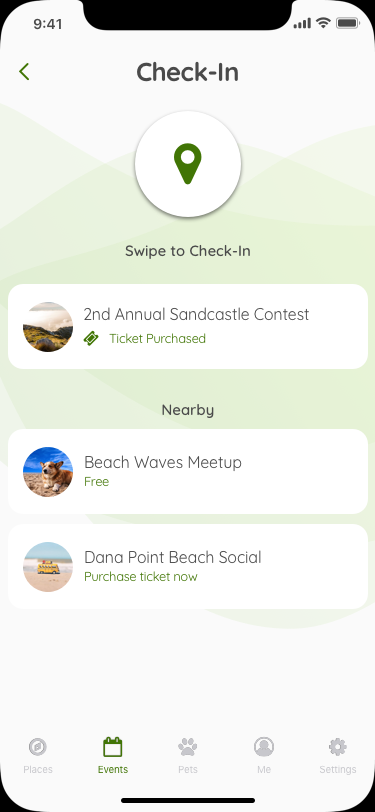 9:41
Check-In
Swipe to Check-In
2nd Annual Sandcastle Contest
Ticket Purchased
Nearby
Beach Waves Meetup
Free
Dana Point Beach Social
Purchase ticket now
Places Events Pets Me Settings